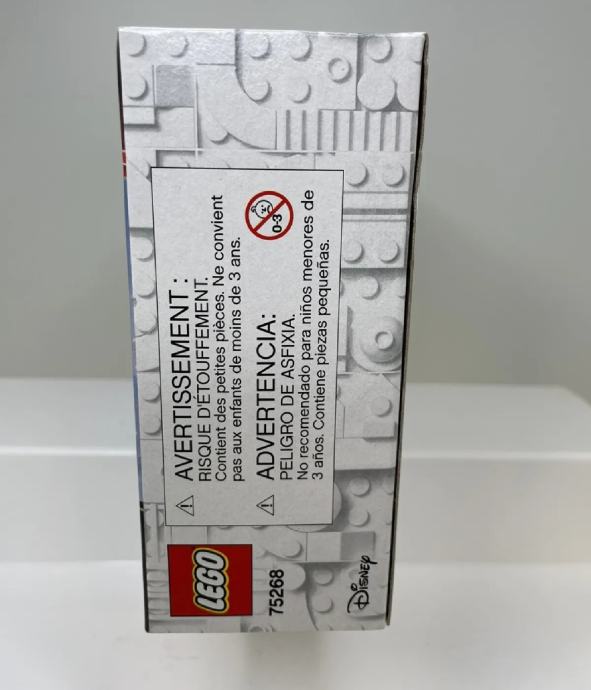 AVERTISSEMENT :
RISQUE D'ÉTOUFFEMENT.
Contient des petites pièces. Ne convient
pas aux enfants de moins de 3 ans.
0-3
ADVERTENCIA:
PELIGRO DE ASFIXIA.
No recomendado para niños menores de
3 años. Contiene piezas pequeñas.
LEGO
75268
Disney